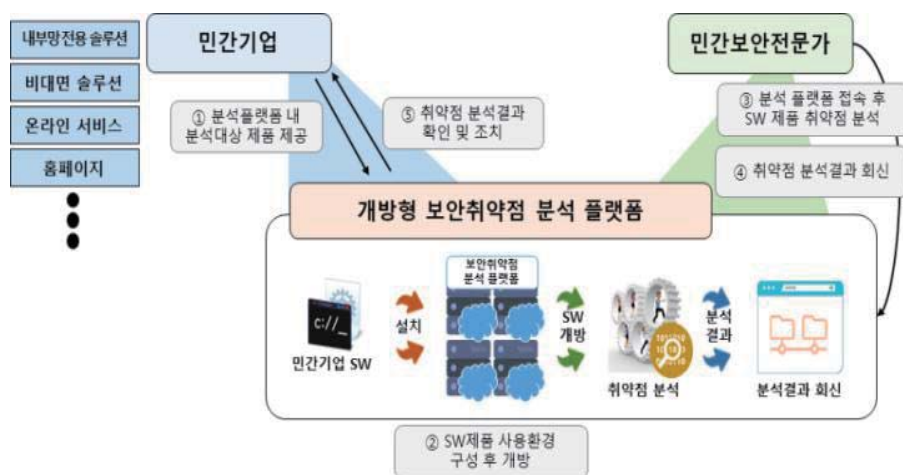 내부망전용 솔루션
비대면 솔루션
온라인 서비스
홈페이지
민간기업
민간보안전문가
① 분석플랫폼 내
분석대상 제품 제공
⑤ 취약점 분석결과
확인 및 조치
③ 분석 플랫폼 접속 후
SW 제품 취약점 분석
④ 취약점 분석결과 회신
개방형 보안취약점 분석 플랫폼
c://_
민간기업 SW
설치
보안취약점
분석 플랫폼
SW
개방
취약점 분석
분석
결과
분석결과 회신
② SW제품 사용환경
구성 후 개방